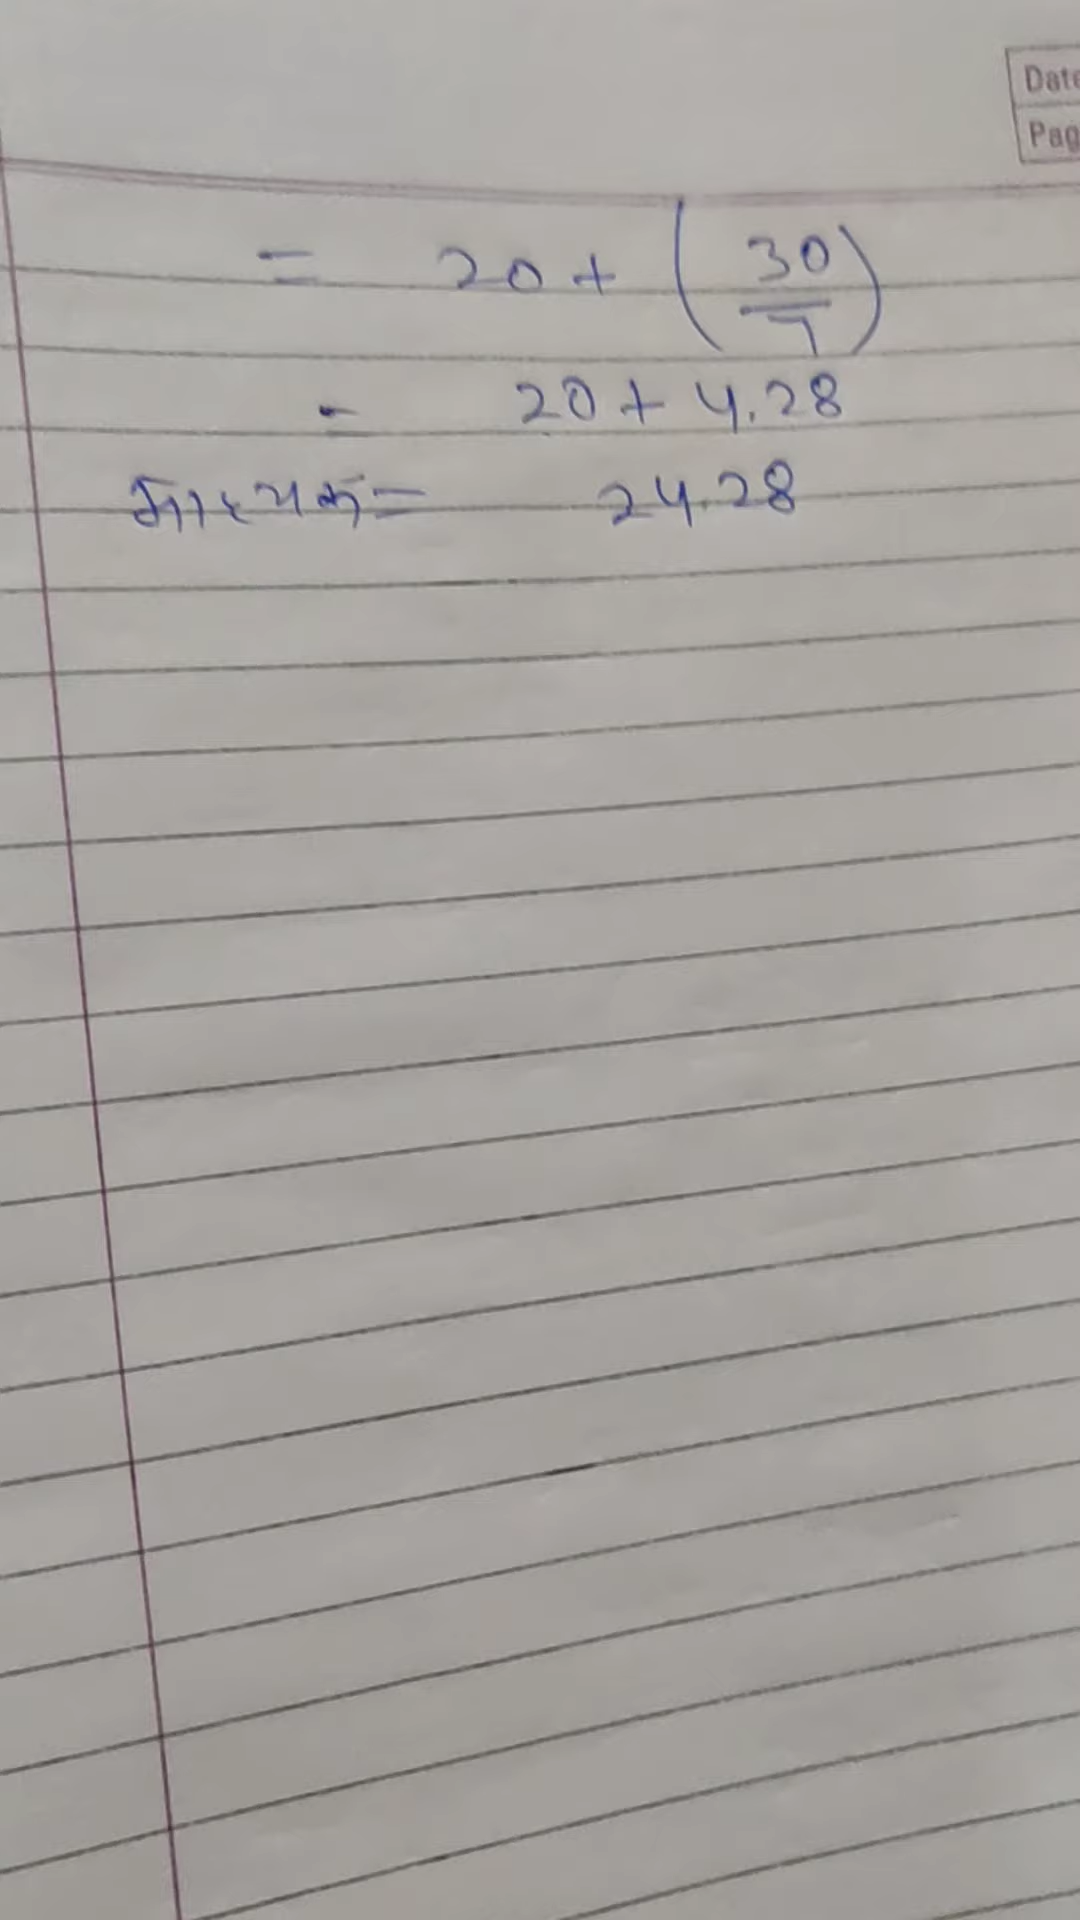 Date
Pag
= 20 + (30/7)
= 20 + 4.28
माध्यक = 24.28